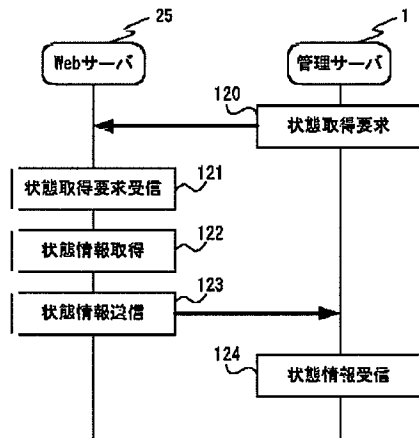 25
1
Webサーバ
管理サーバ
120
状態取得要求
121
状態取得要求受信
122
状態情報取得
123
状態情報送信
124
状態情報受信